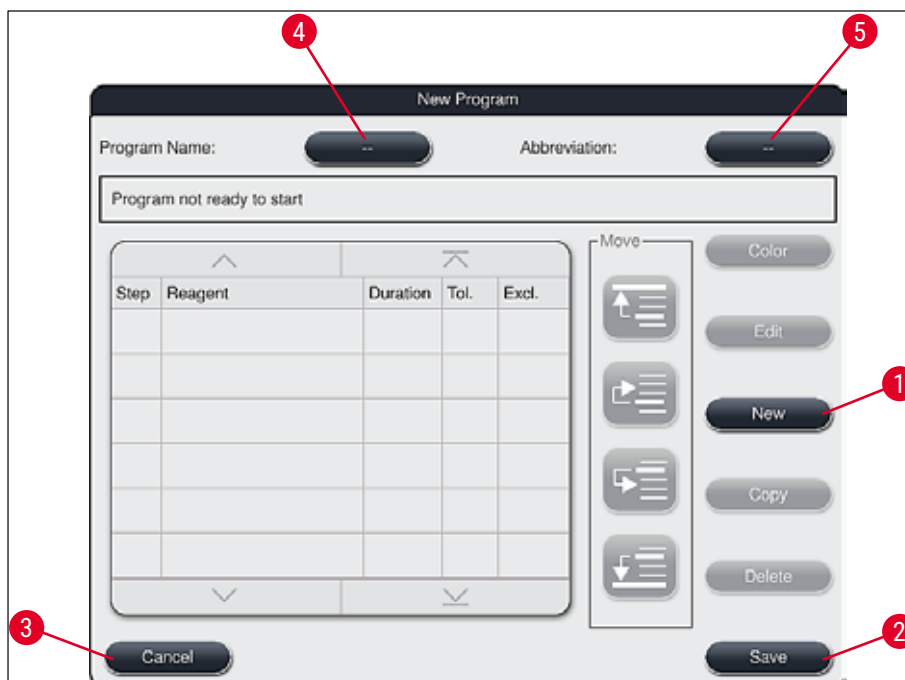 4
5
New Program
Program Name:
--
Abbreviation:
--
Program not ready to start
Move
Color
Step Reagent Duration Tol. Excl.
Edit
1
New
Copy
Delete
3
2
Cancel
Save